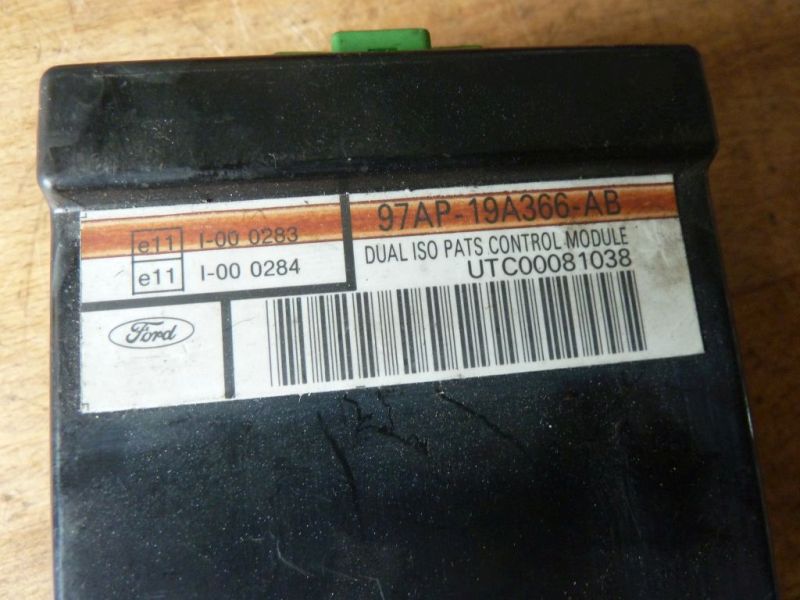 e11 I-00 0283
e11 I-00 0284
97AP-19A366-AB
DUAL ISO PATS CONTROL MODULE
UTC00081038
Ford